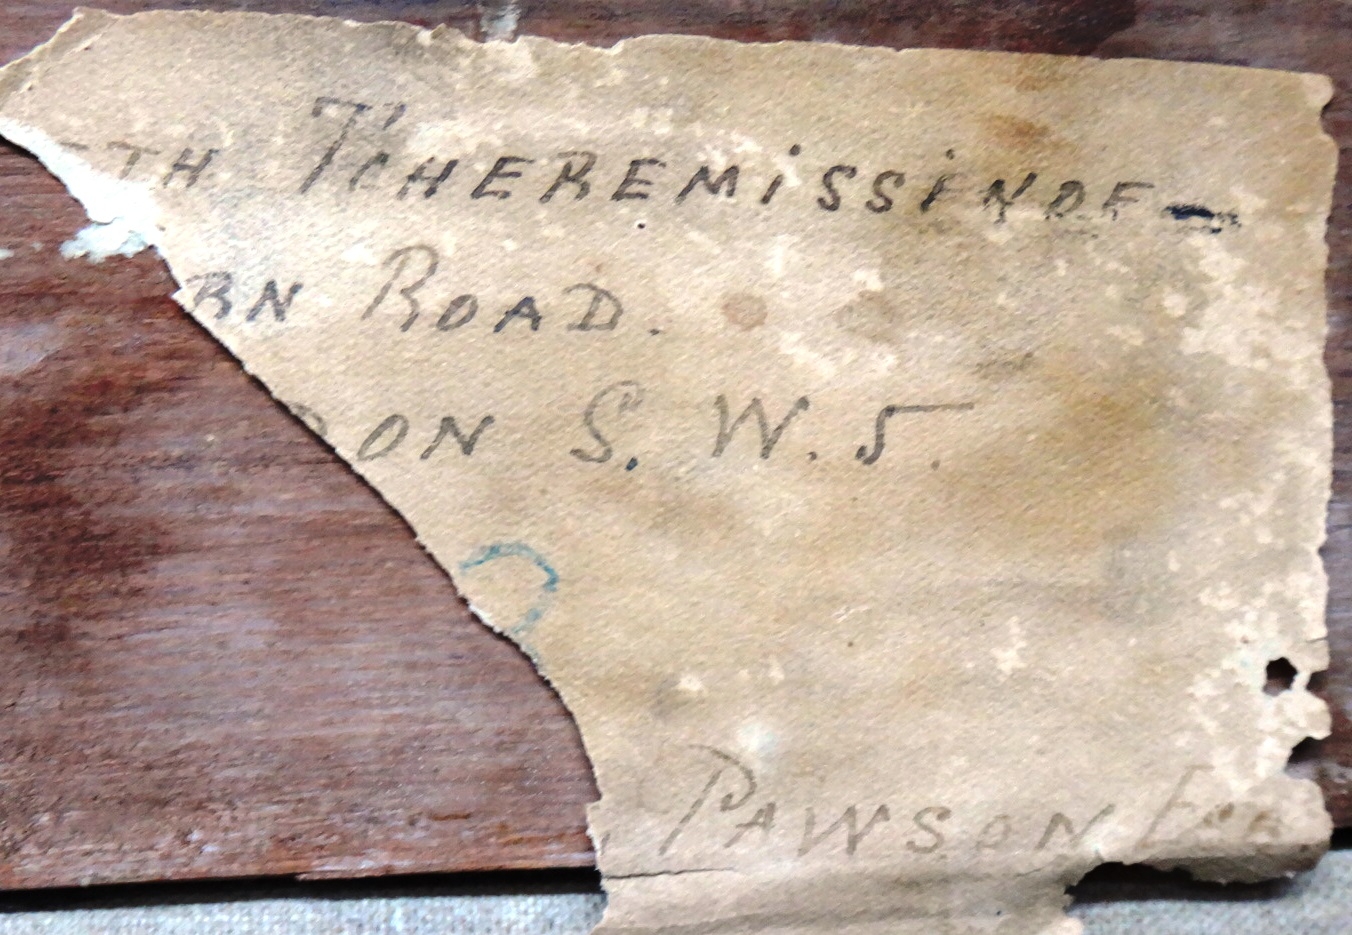 TH TCHEREMISSINOF
RN ROAD.
DON S. W. 5.
PAWSON